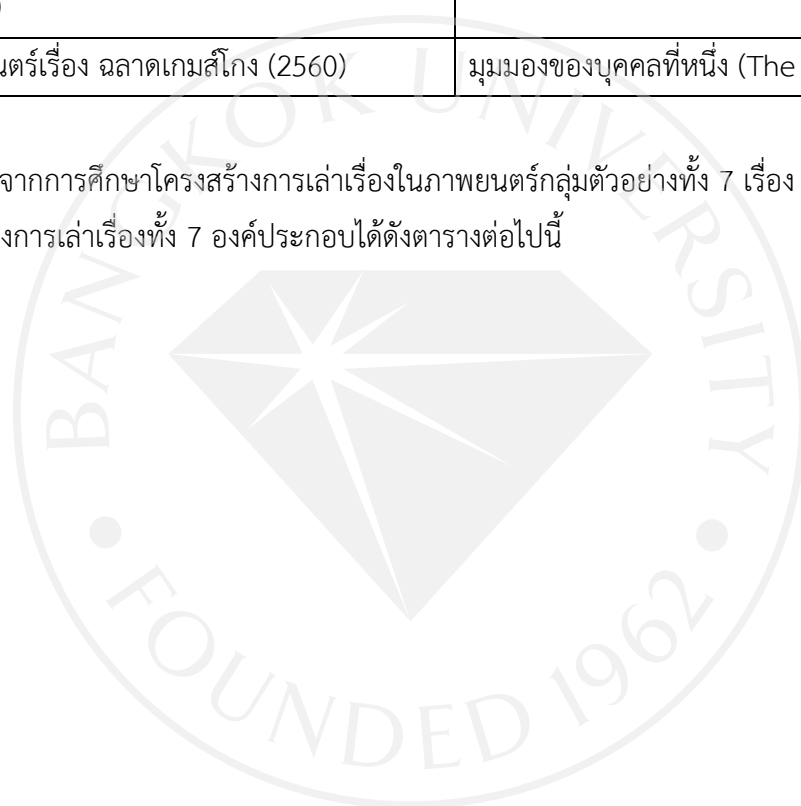 นตร์เรื่อง ฉลาดเกมส์โกง (2560) มุมมองของบุคคลที่หนึ่ง (The
จากการศึกษาโครงสร้างการเล่าเรื่องในภาพยนตร์กลุ่มตัวอย่างทั้ง 7 เรื่อง
งการเล่าเรื่องทั้ง 7 องค์ประกอบได้ดังตารางต่อไปนี้
BANGKOK UNIVERSITY
FOUNDED 1962